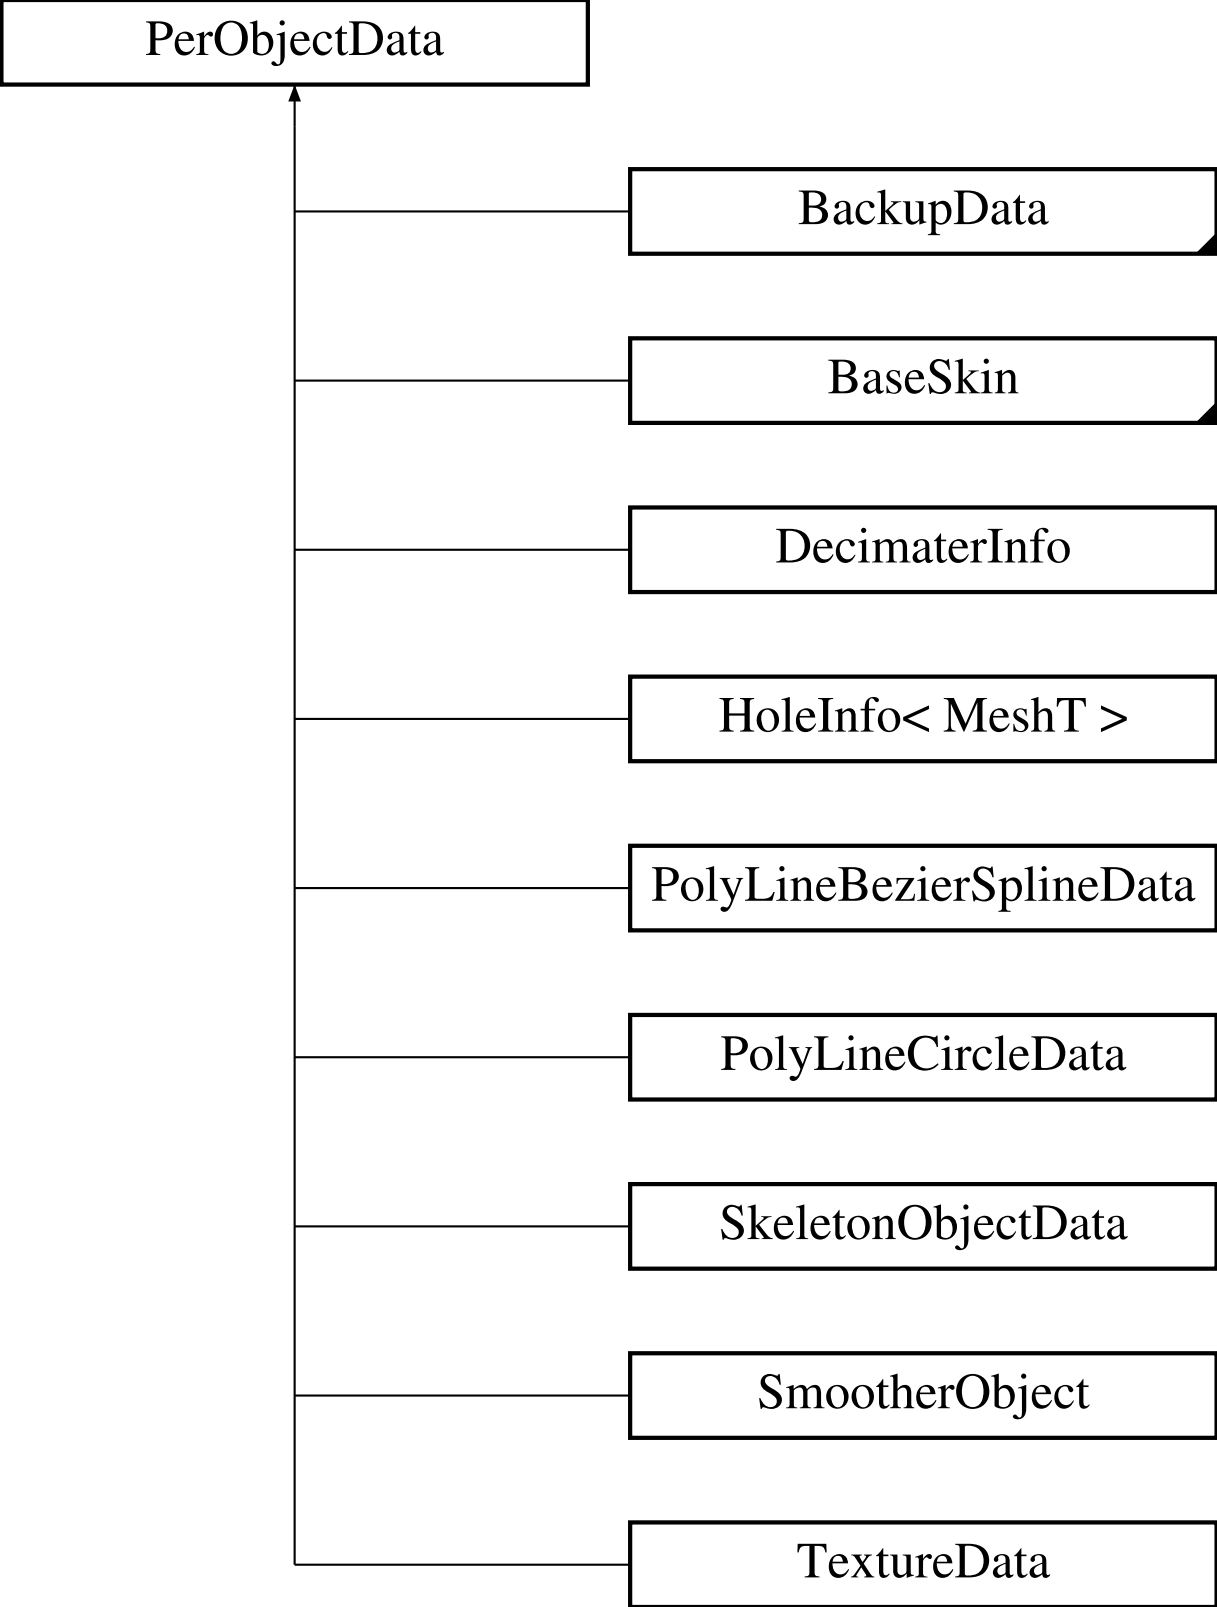 PerObjectData
BackupData
BaseSkin
DecimaterInfo
HoleInfo< MeshT >
PolyLineBezierSplineData
PolyLineCircleData
SkeletonObjectData
SmootherObject
TextureData